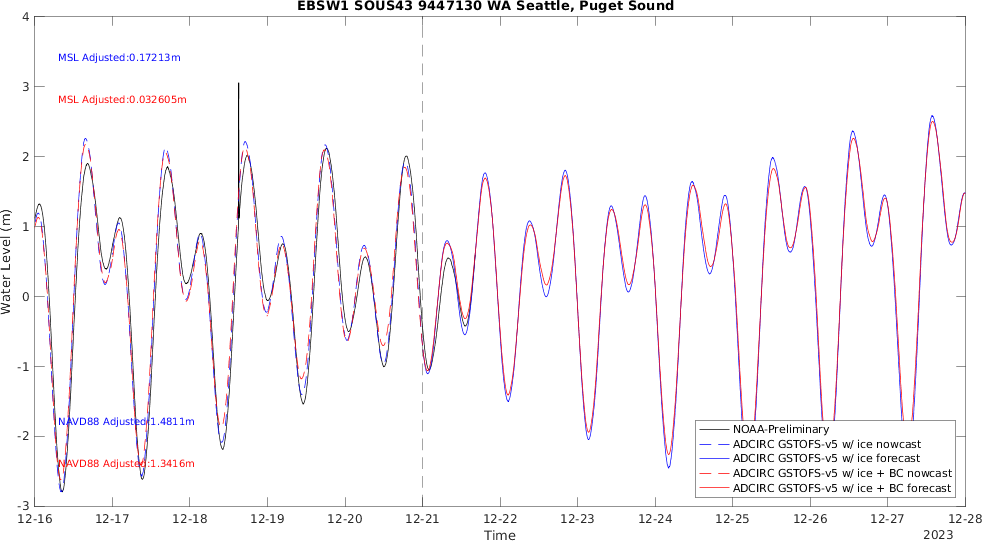 EBSW1 SOUS43 9447130 WA Seattle, Puget Sound
4
3
2
1
0
-1
-2
-3
Water Level (m)
MSL Adjusted:0.17213m
MSL Adjusted:0.032605m
NAVD88 Adjusted:1.4811m
NAVD88 Adjusted:1.3416m
NOAA-Preliminary
ADCIRC GSTOFS-v5 w/ ice nowcast
ADCIRC GSTOFS-v5 w/ ice forecast
ADCIRC GSTOFS-v5 w/ ice + BC nowcast
ADCIRC GSTOFS-v5 w/ ice + BC forecast
12-16 12-17 12-18 12-19 12-20 12-21 12-22 12-23 12-24 12-25 12-26 12-27 12-28
Time
2023